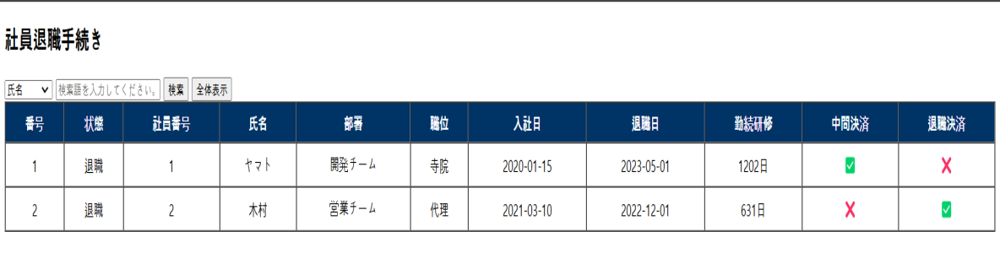 社員退職手続き
氏名 検索語を入力してください。 検索 全体表示
番号 状態 社員番号 氏名 部署 職位 入社日 退職日 勤続研修 中間決済 退職決済
1 退職 1 ヤマト 開発チーム 寺院 2020-01-15 2023-05-01 1202日 ✅ ❌
2 退職 2 木村 営業チーム 代理 2021-03-10 2022-12-01 631日 ❌ ✅